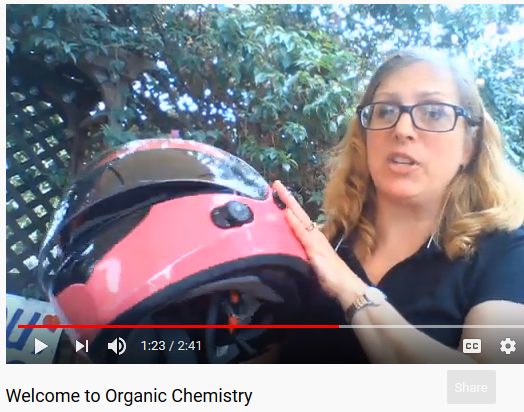 1:23 / 2:41
CC
Welcome to Organic Chemistry
Share